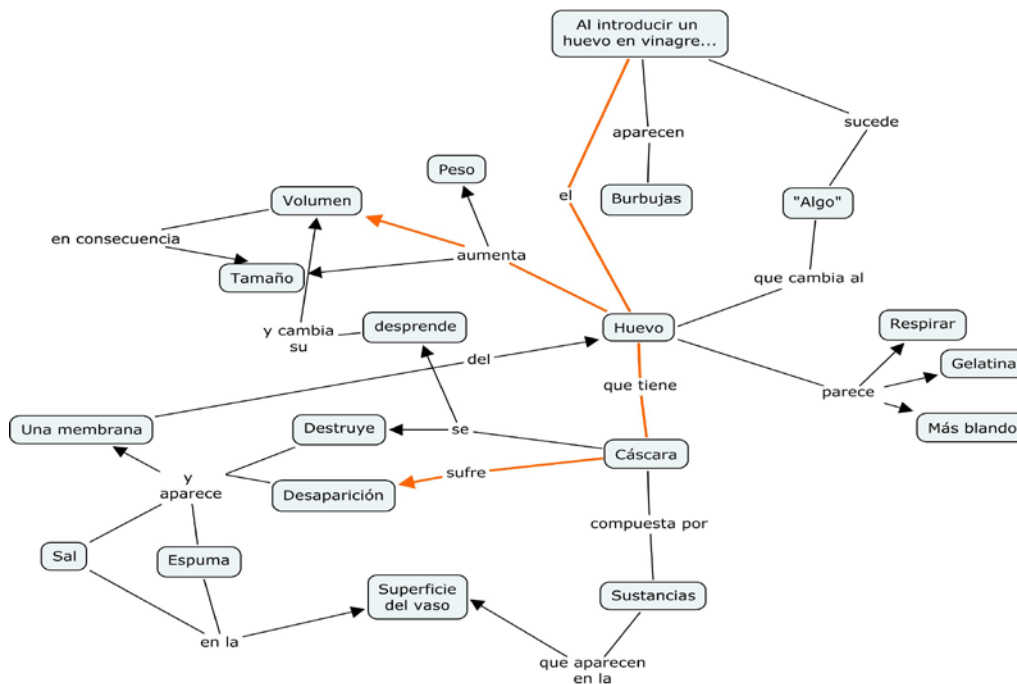 Al introducir un
huevo en vinagre...
aparecen
sucede
Peso
Burbujas
"Algo"
Volumen
el
en consecuencia
aumenta
Tamaño
que cambia al
y cambia
su
desprende
Huevo
Respirar
del
que tiene
parece
Gelatina
Una membrana
Destruye
se
Cáscara
Más blando
y
aparece
Desaparición
sufre
compuesta por
Sal
Espuma
Superficie
del vaso
Sustancias
en la
que aparecen
en la